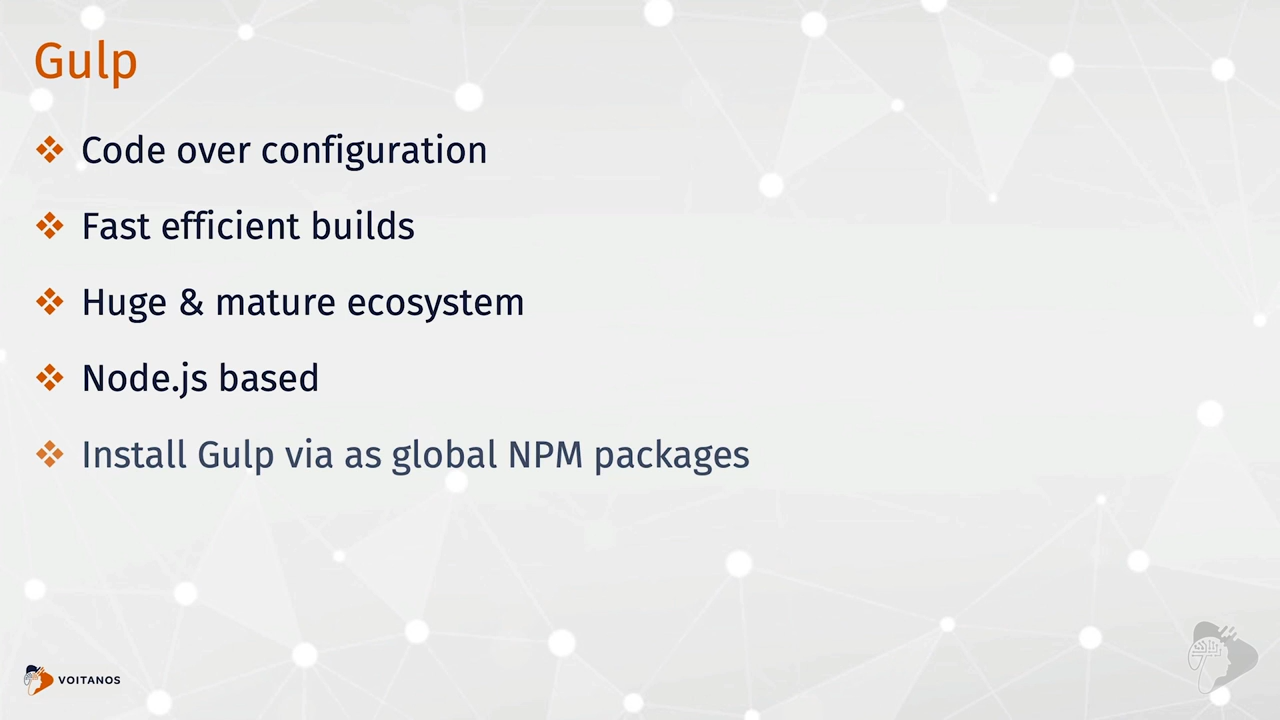 Gulp
Code over configuration
Fast efficient builds
Huge & mature ecosystem
Node.js based
Install Gulp via as global NPM packages
VOITANOS